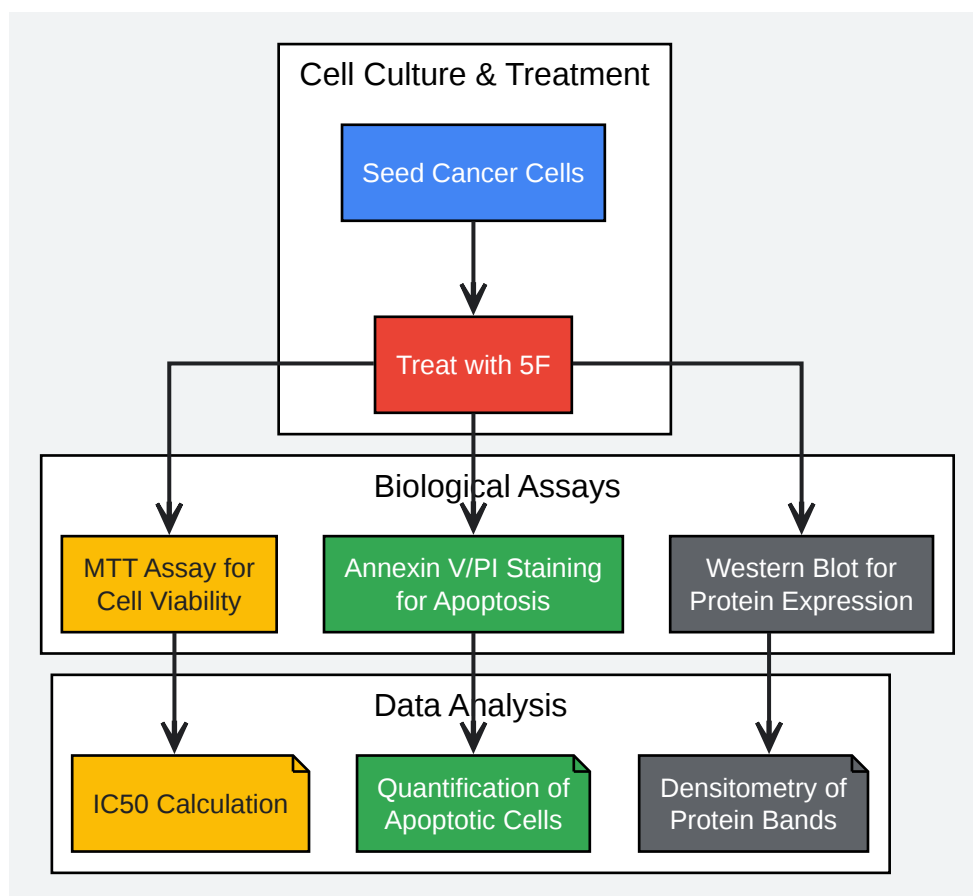 Cell Culture & Treatment
Seed Cancer Cells
Treat with 5F
Biological Assays
MTT Assay for
Cell Viability
Annexin V/PI Staining
for Apoptosis
Western Blot for
Protein Expression
Data Analysis
IC50 Calculation
Quantification of
Apoptotic Cells
Densitometry of
Protein Bands